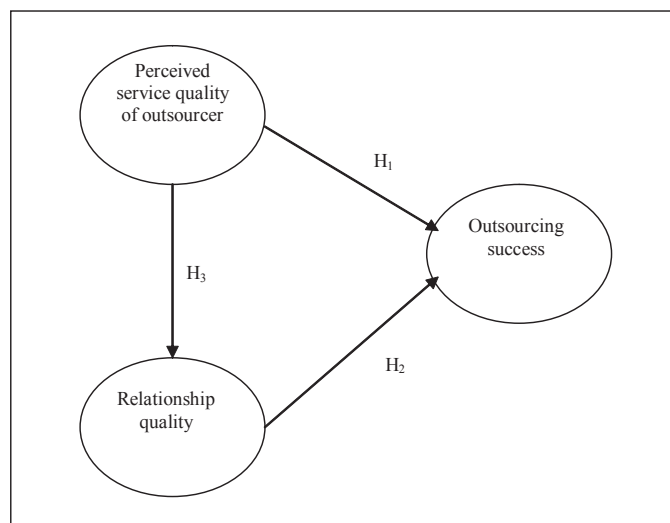 Perceived
service quality
of outsourcer
H1
Outsourcing
success
H3
H2
Relationship
quality